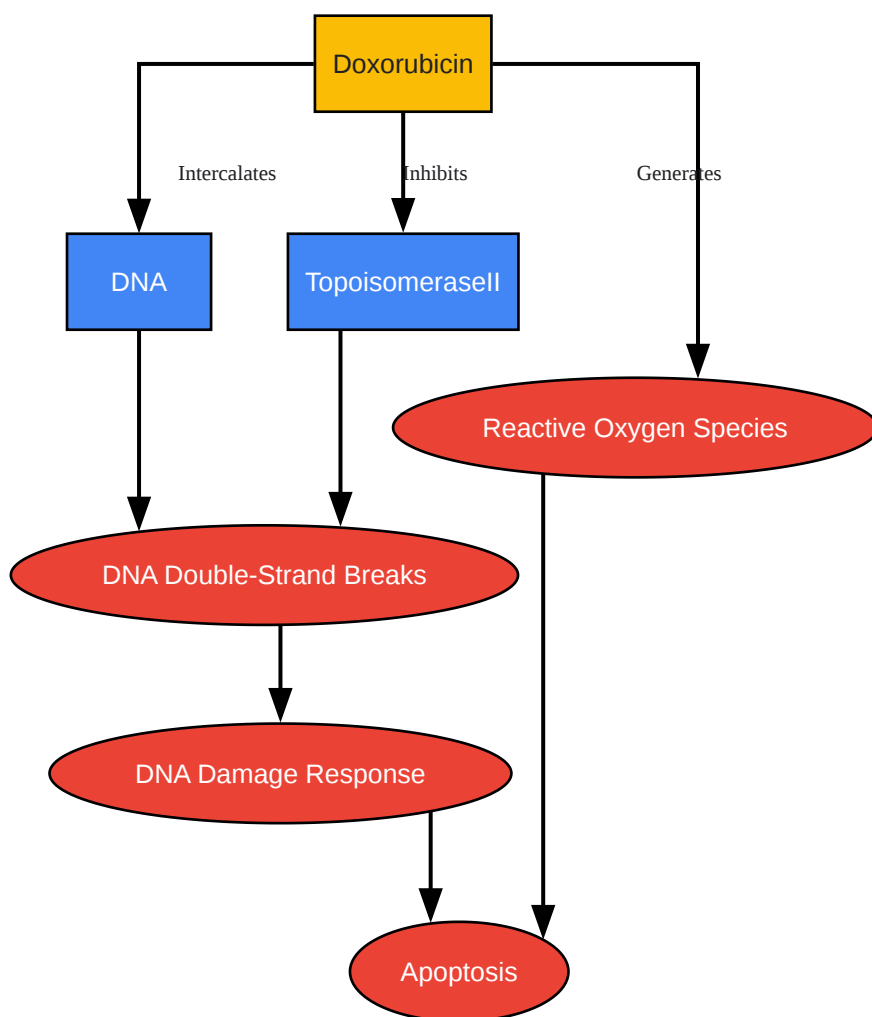 Doxorubicin
Intercalates
Inhibits
Generates
DNA
TopoisomeraseII
Reactive Oxygen Species
DNA Double-Strand Breaks
DNA Damage Response
Apoptosis